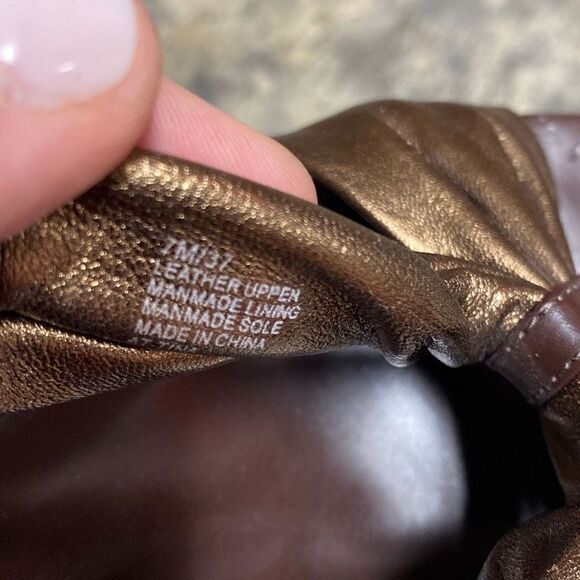 7M/37
LEATHER UPPER
MANMADE LINING
MANMADE SOLE
MADE IN CHINA